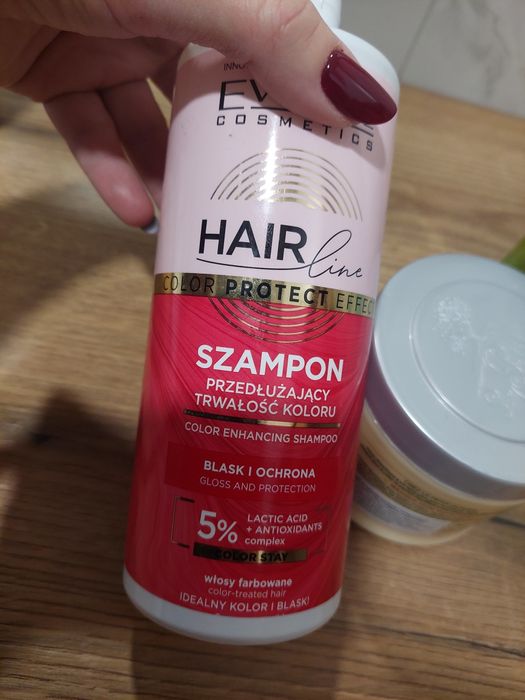 COSMETICS
HAIR
line
COLOR PROTECT EFFECT
SZAMPON
PRZEDŁUŻAJĄCY
TRWAŁOŚĆ KOLORU
COLOR ENHANCING SHAMPOO
BLASK I OCHRONA
GLOSS AND PROTECTION
5% LACTIC ACID
+ ANTIOXIDANTS
complex
COLOR STAY
włosy farbowane
color-treated hair
IDEALNY KOLOR I BLASK!